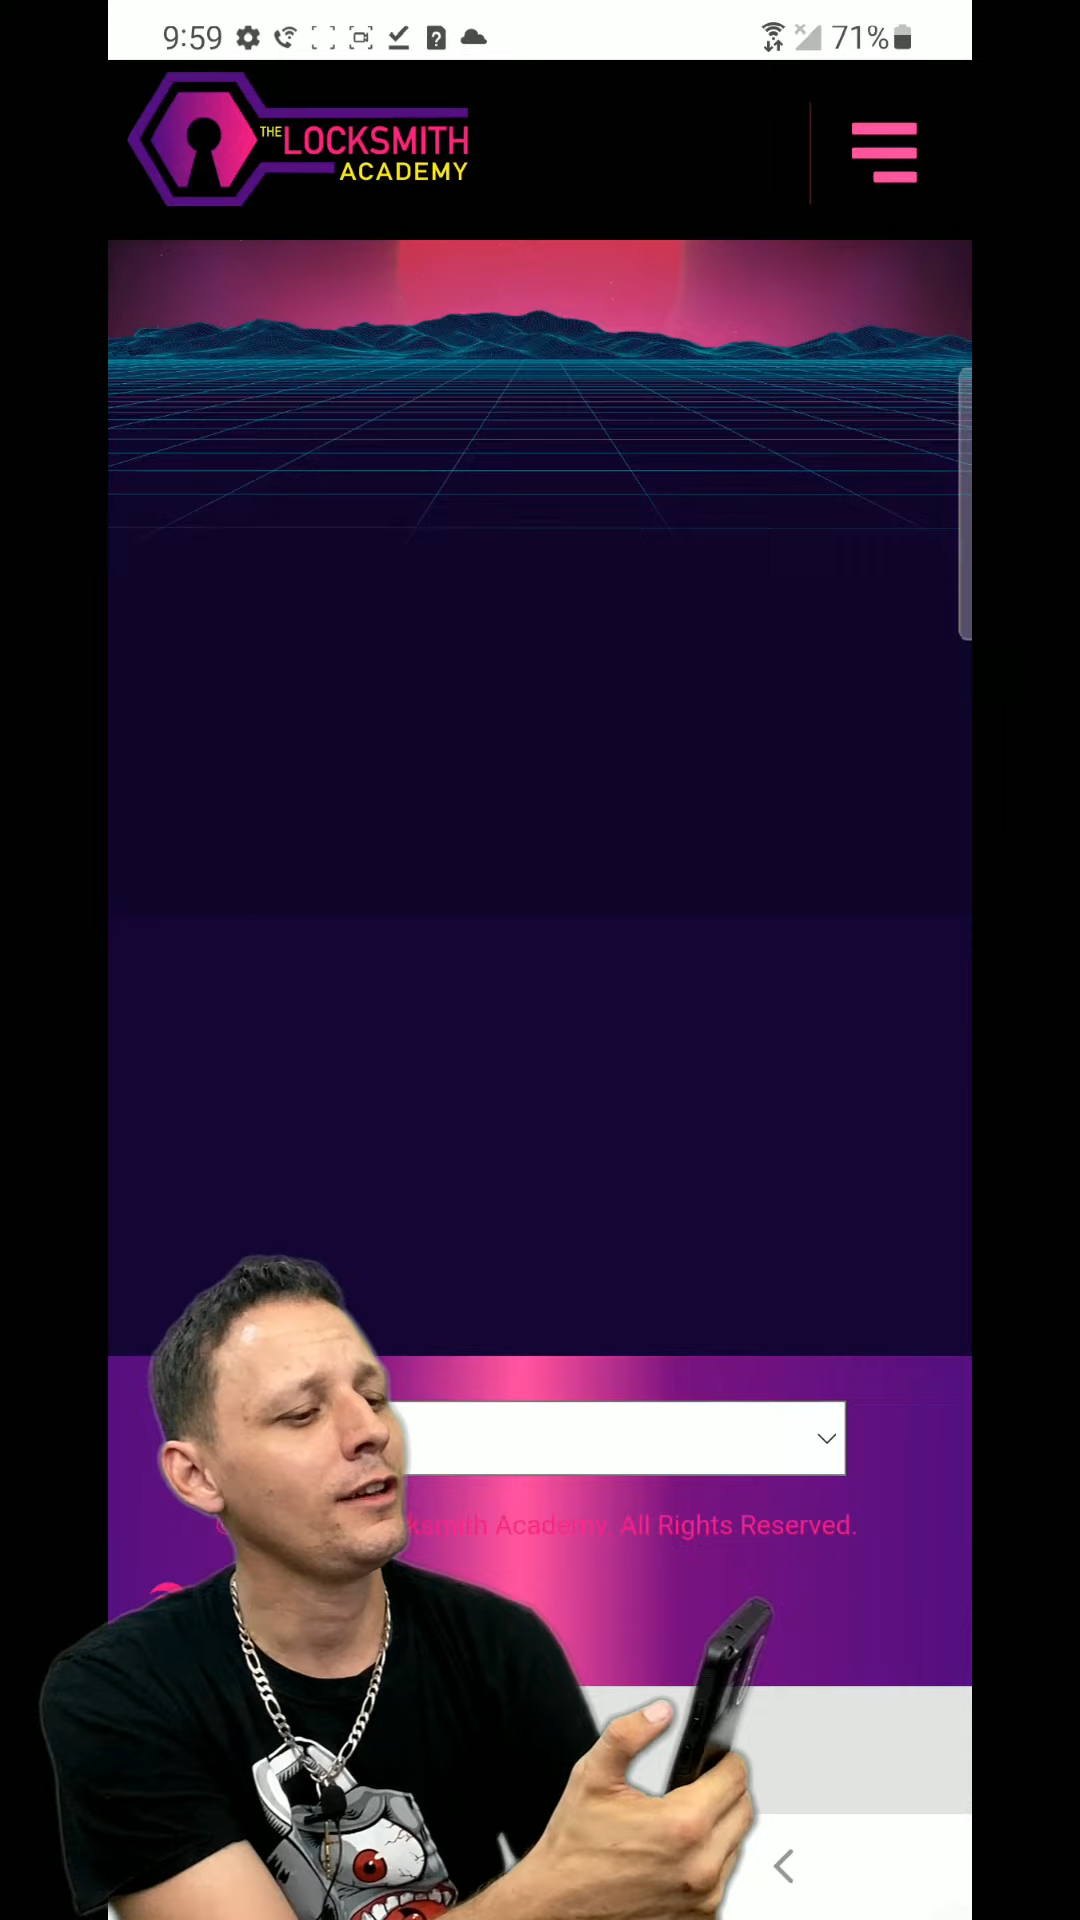 9:59
71%
THE LOCKSMITH
ACADEMY
ksmith Academy. All Rights Reserved.